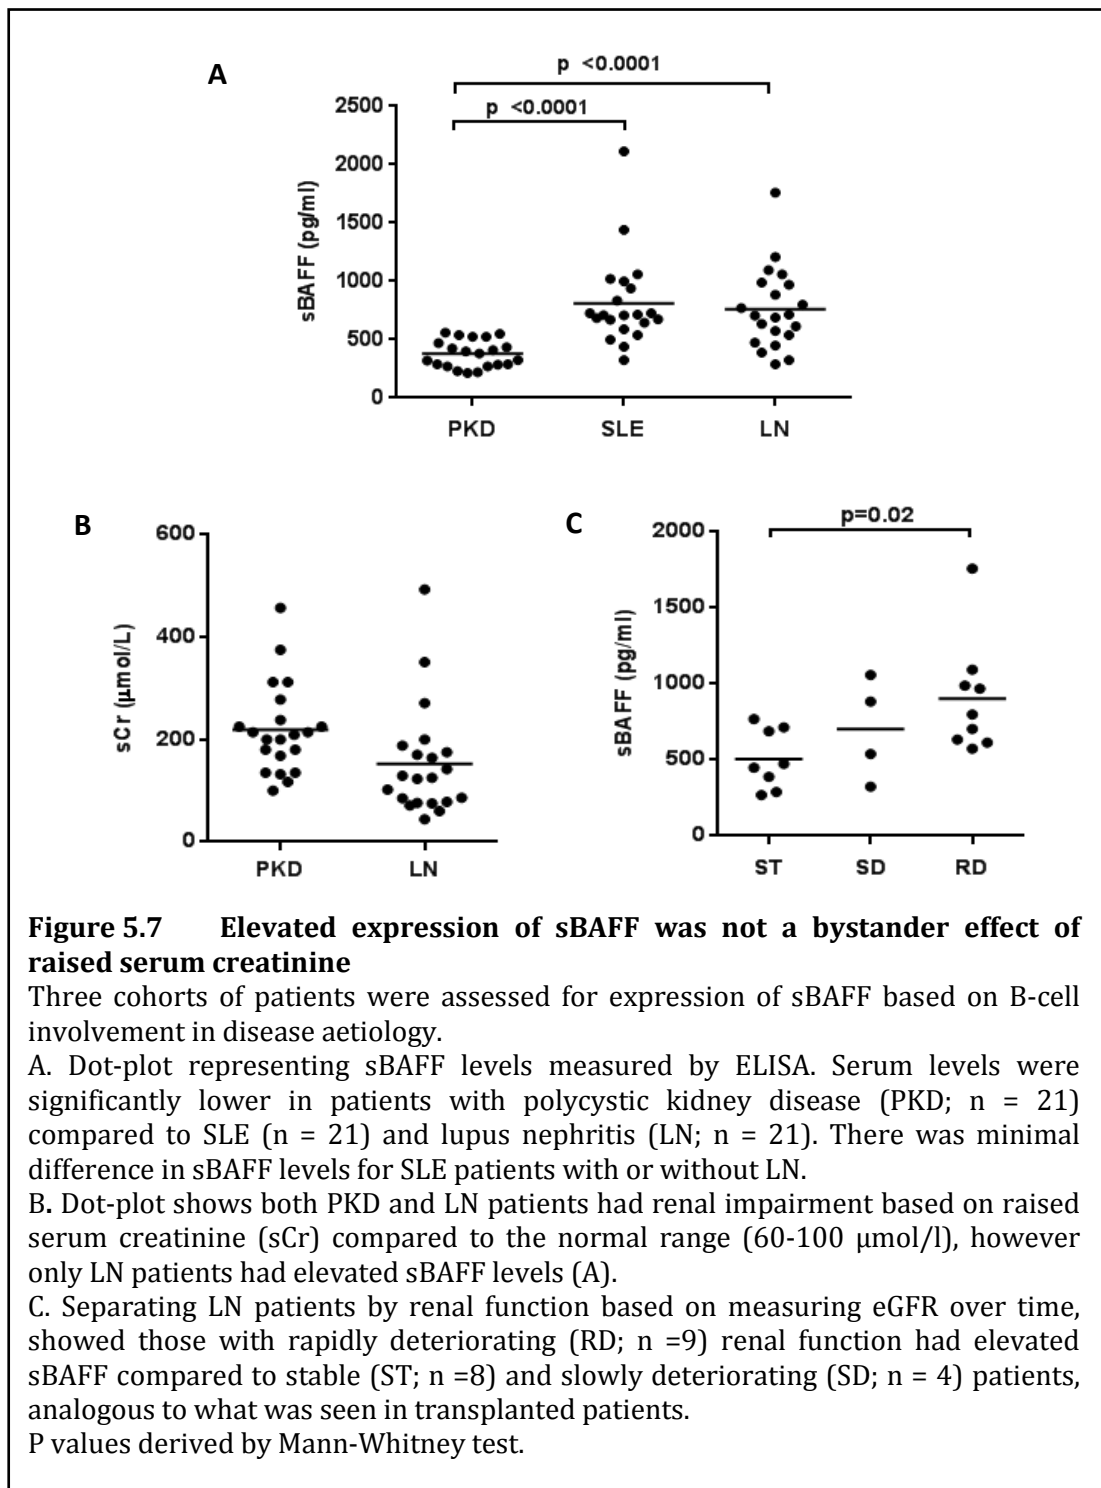 A
p <0.0001
p <0.0001
2500
2000
1500
1000
500
0
sBAFF (pg/ml)
PKD SLE LN
B
600
400
200
0
sCr (µmol/L)
PKD LN
C
p=0.02
2000
1500
1000
500
0
sBAFF (pg/ml)
ST SD RD
Figure 5.7 Elevated expression of sBAFF was not a bystander effect of
raised serum creatinine
Three cohorts of patients were assessed for expression of sBAFF based on B-cell
involvement in disease aetiology.
A. Dot-plot representing sBAFF levels measured by ELISA. Serum levels were
significantly lower in patients with polycystic kidney disease (PKD; n = 21)
compared to SLE (n = 21) and lupus nephritis (LN; n = 21). There was minimal
difference in sBAFF levels for SLE patients with or without LN.
B. Dot-plot shows both PKD and LN patients had renal impairment based on raised
serum creatinine (sCr) compared to the normal range (60-100 µmol/l), however
only LN patients had elevated sBAFF levels (A).
C. Separating LN patients by renal function based on measuring eGFR over time,
showed those with rapidly deteriorating (RD; n =9) renal function had elevated
sBAFF compared to stable (ST; n =8) and slowly deteriorating (SD; n = 4) patients,
analogous to what was seen in transplanted patients.
P values derived by Mann-Whitney test.